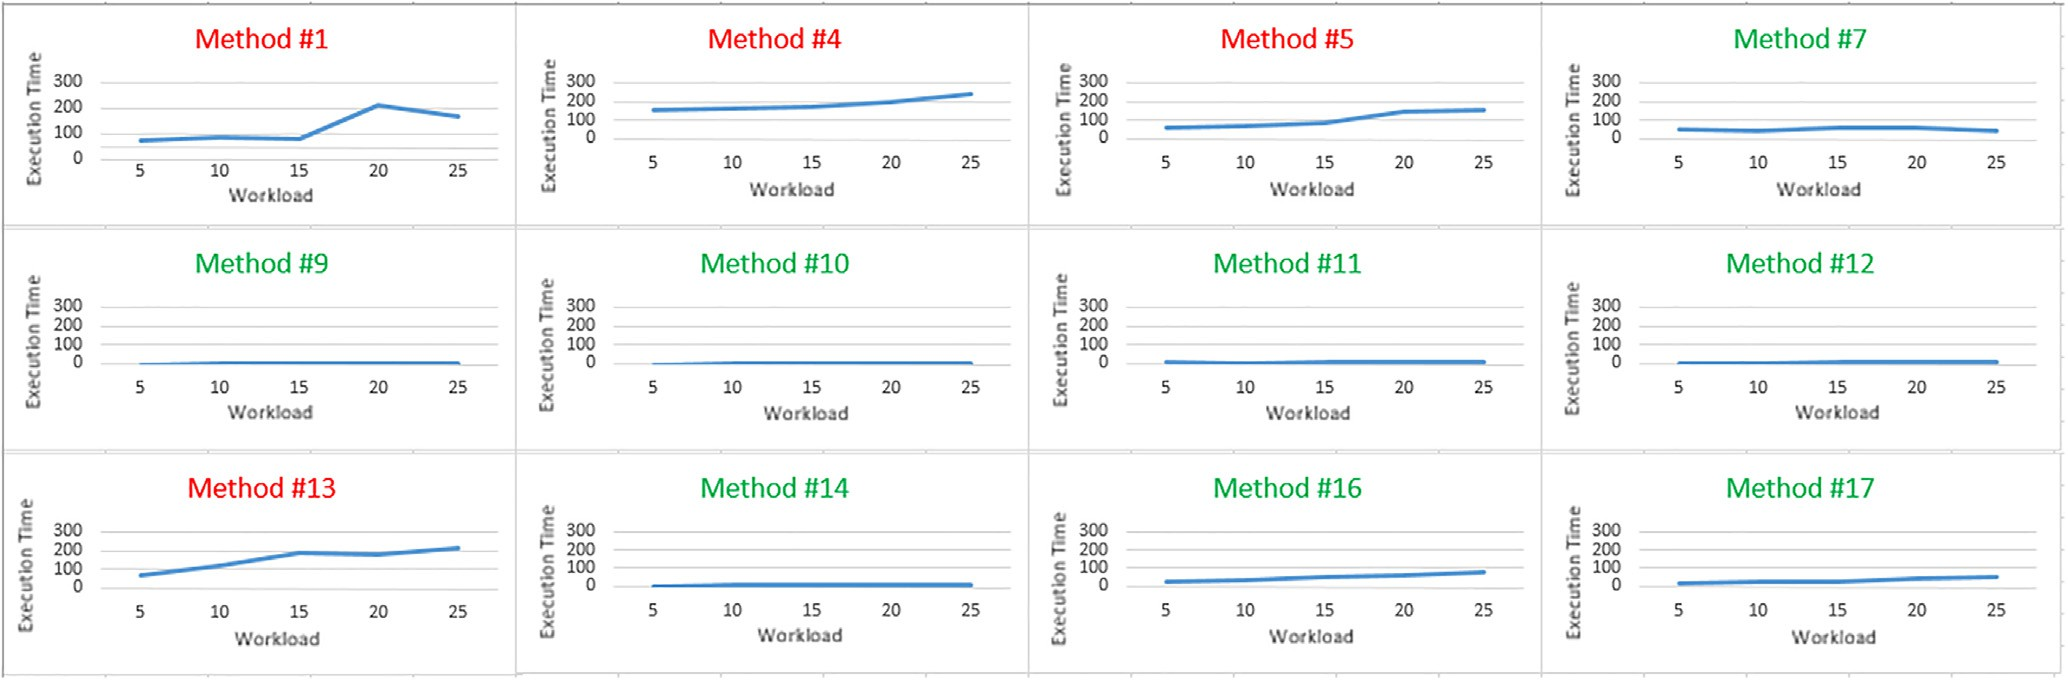 Method #1
Execution Time
300
200
100
0
5 10 15 20 25
Workload
Method #4
Execution Time
300
200
100
0
5 10 15 20 25
Workload
Method #5
Execution Time
300
200
100
0
5 10 15 20 25
Workload
Method #7
Execution Time
300
200
100
0
5 10 15 20 25
Workload
Method #9
Execution Time
300
200
100
0
5 10 15 20 25
Workload
Method #10
Execution Time
300
200
100
0
5 10 15 20 25
Workload
Method #11
Execution Time
300
200
100
0
5 10 15 20 25
Workload
Method #12
Execution Time
300
200
100
0
5 10 15 20 25
Workload
Method #13
Execution Time
300
200
100
0
5 10 15 20 25
Workload
Method #14
Execution Time
300
200
100
0
5 10 15 20 25
Workload
Method #16
Execution Time
300
200
100
0
5 10 15 20 25
Workload
Method #17
Execution Time
300
200
100
0
5 10 15 20 25
Workload